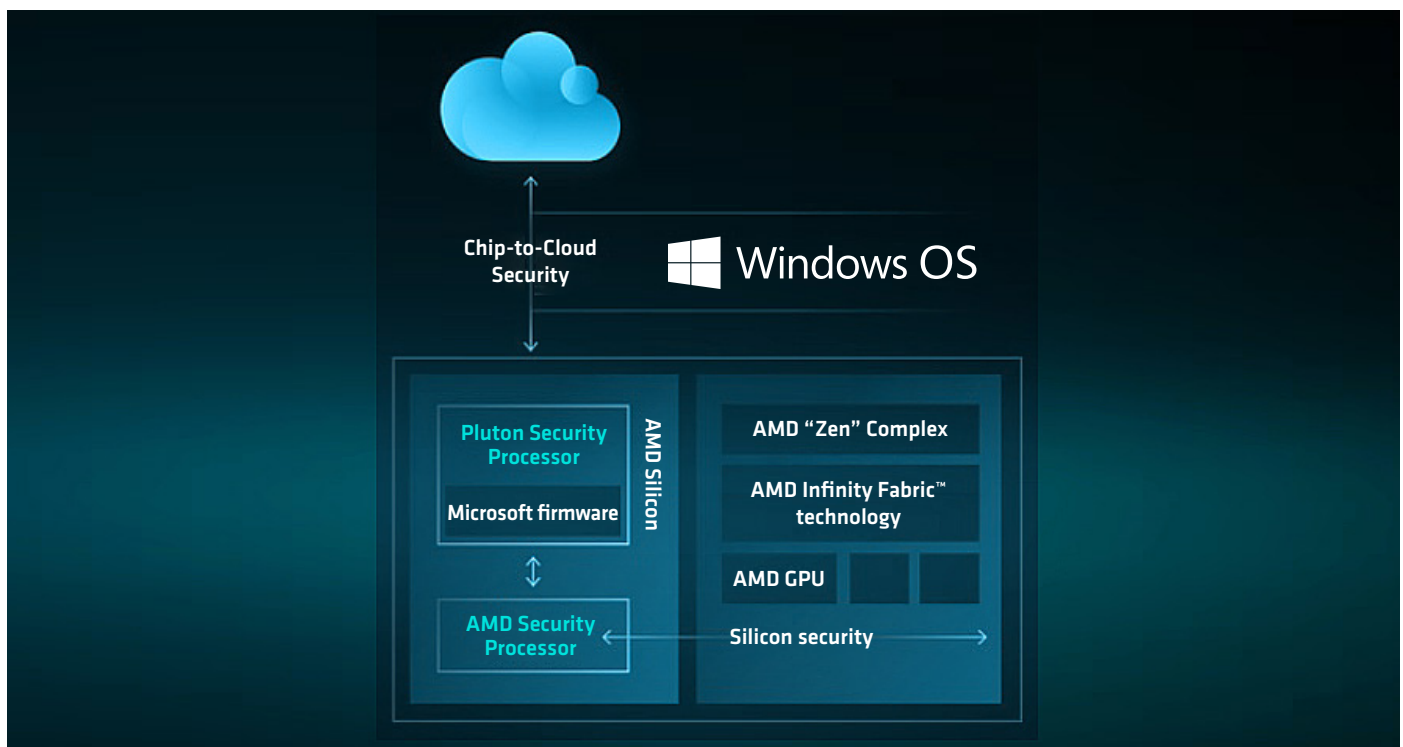 Chip-to-Cloud
Security
Windows OS
Pluton Security
Processor
Microsoft firmware
AMD Silicon
AMD Security
Processor
AMD “Zen” Complex
AMD Infinity Fabric™
technology
AMD GPU
Silicon security